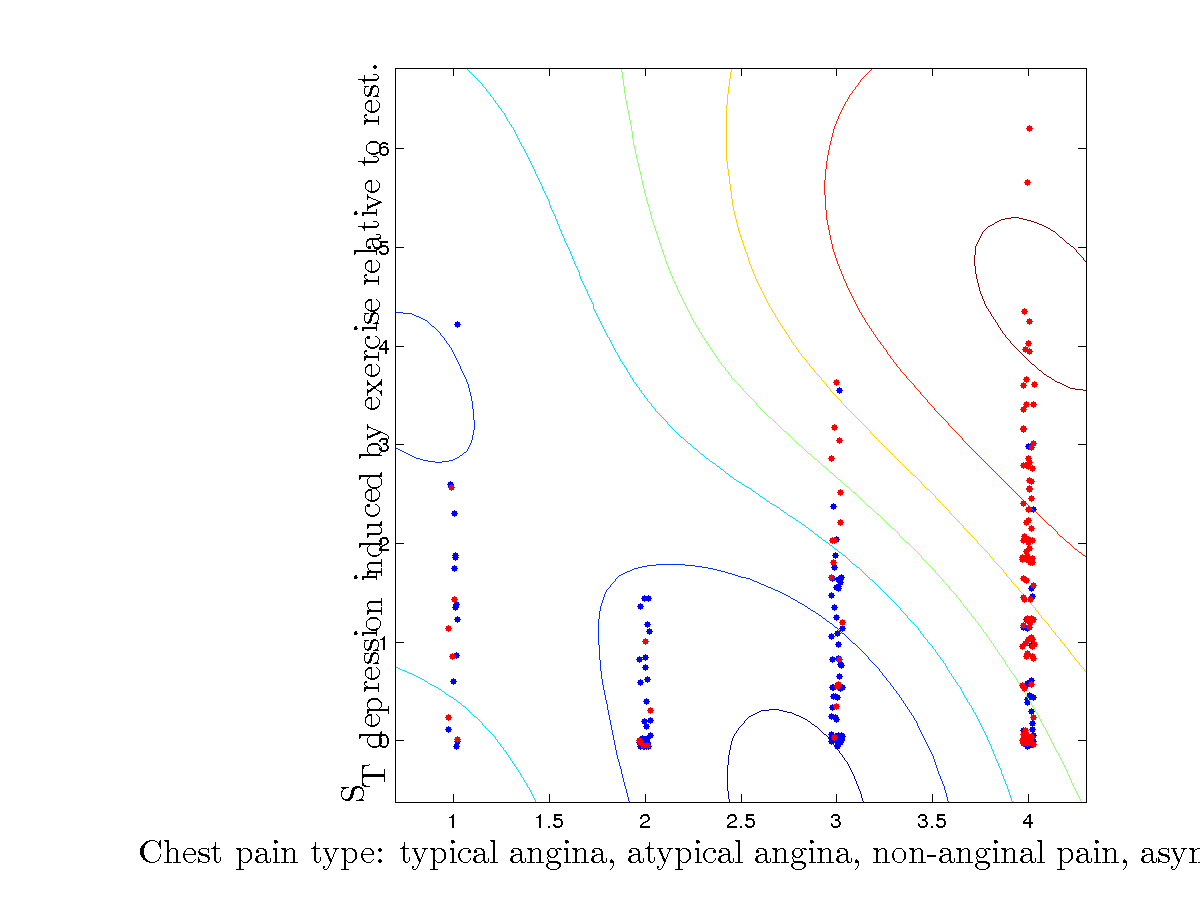 S_T depression induced by exercise relative to rest.
6
5
4
3
2
1
0
1 1.5 2 2.5 3 3.5 4
Chest pain type: typical angina, atypical angina, non-anginal pain, asym